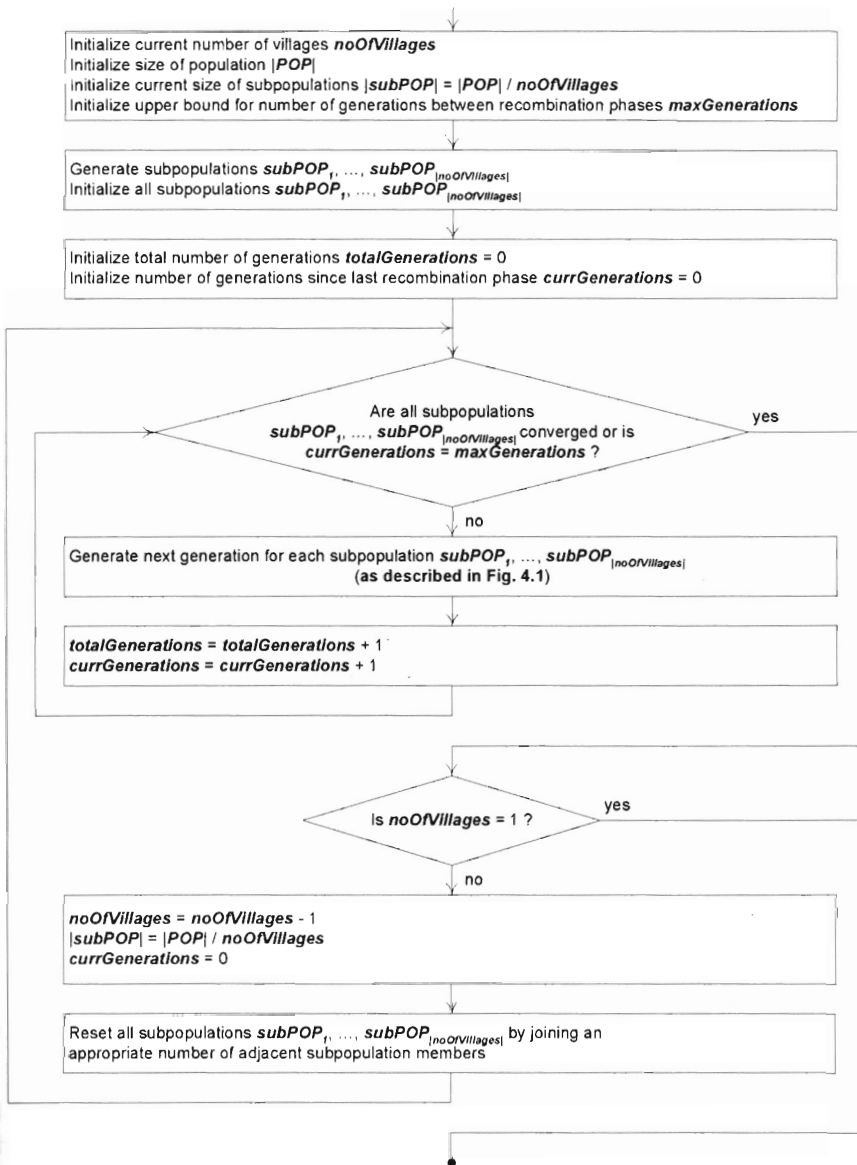 Initialize current number of villages noOfVillages
Initialize size of population |POP|
Initialize current size of subpopulations |subPOP| = |POP| / noOfVillages
Initialize upper bound for number of generations between recombination phases maxGenerations
Generate subpopulations subPOP₁, ..., subPOP|noOfVillages|
Initialize all subpopulations subPOP₁, ..., subPOP|noOfVillages|
Initialize total number of generations totalGenerations = 0
Initialize number of generations since last recombination phase currGenerations = 0
Are all subpopulations
subPOP₁, ..., subPOP|noOfVillages| converged or is
currGenerations = maxGenerations ?
yes
no
Generate next generation for each subpopulation subPOP₁, ..., subPOP|noOfVillages|
(as described in Fig. 4.1)
totalGenerations = totalGenerations + 1
currGenerations = currGenerations + 1
Is noOfVillages = 1 ?
yes
no
noOfVillages = noOfVillages - 1
|subPOP| = |POP| / noOfVillages
currGenerations = 0
Reset all subpopulations subPOP₁, ..., subPOP|noOfVillages| by joining an
appropriate number of adjacent subpopulation members